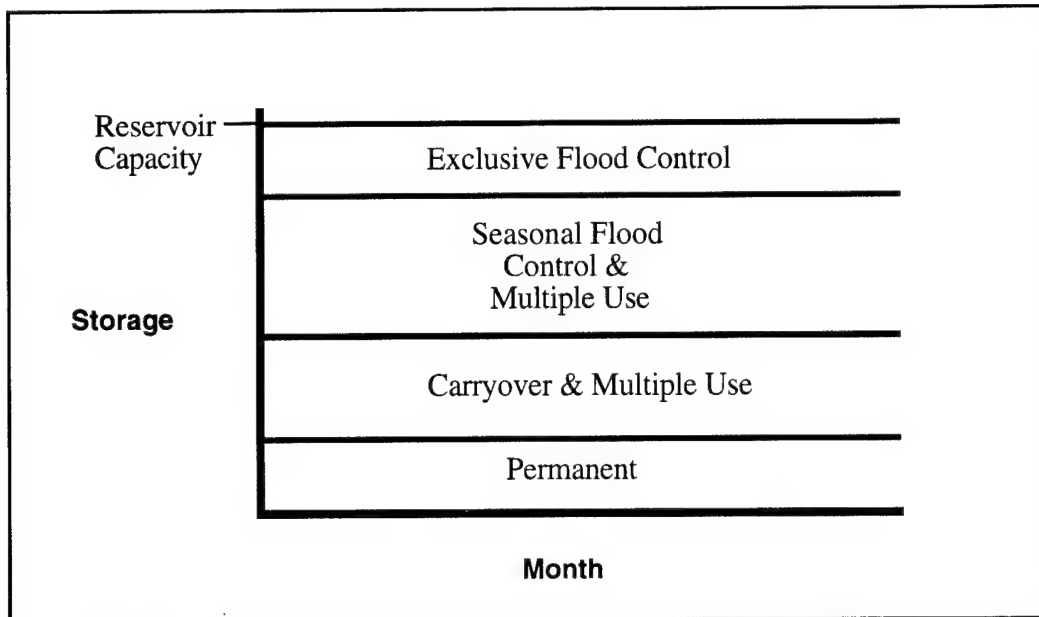 Reservoir
Capacity
Exclusive Flood Control
Seasonal Flood
Control &
Multiple Use
Storage
Carryover & Multiple Use
Permanent
Month